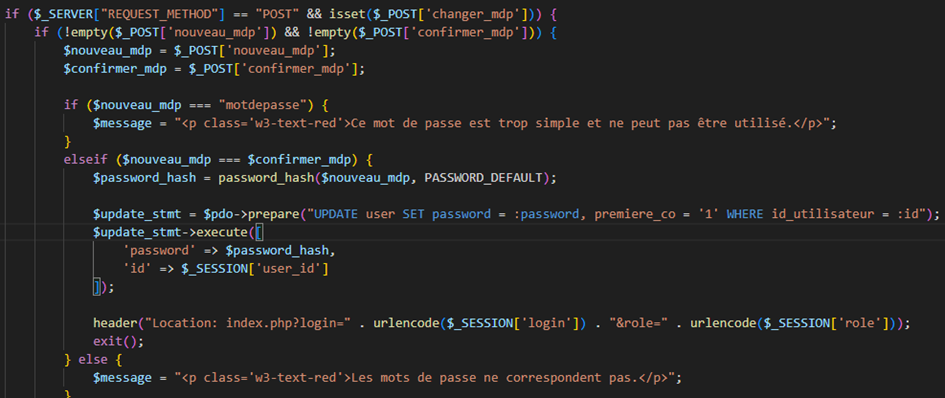 if ($_SERVER["REQUEST_METHOD"] == "POST" && isset($_POST['changer_mdp'])) {
    if (!empty($_POST['nouveau_mdp']) && !empty($_POST['confirmer_mdp'])) {
        $nouveau_mdp = $_POST['nouveau_mdp'];
        $confirmer_mdp = $_POST['confirmer_mdp'];

        if ($nouveau_mdp === "motdepasse") {
            $message = "<p class='w3-text-red'>Ce mot de passe est trop simple et ne peut pas être utilisé.</p>";
        }
        elseif ($nouveau_mdp === $confirmer_mdp) {
            $password_hash = password_hash($nouveau_mdp, PASSWORD_DEFAULT);

            $update_stmt = $pdo->prepare("UPDATE user SET password = :password, premiere_co = '1' WHERE id_utilisateur = :id");
            $update_stmt->execute([
                'password' => $password_hash,
                'id' => $_SESSION['user_id']
            ]);

            header("Location: index.php?login=" . urlencode($_SESSION['login']) . "&role=" . urlencode($_SESSION['role']));
            exit();
        } else {
            $message = "<p class='w3-text-red'>Les mots de passe ne correspondent pas.</p>";
        }